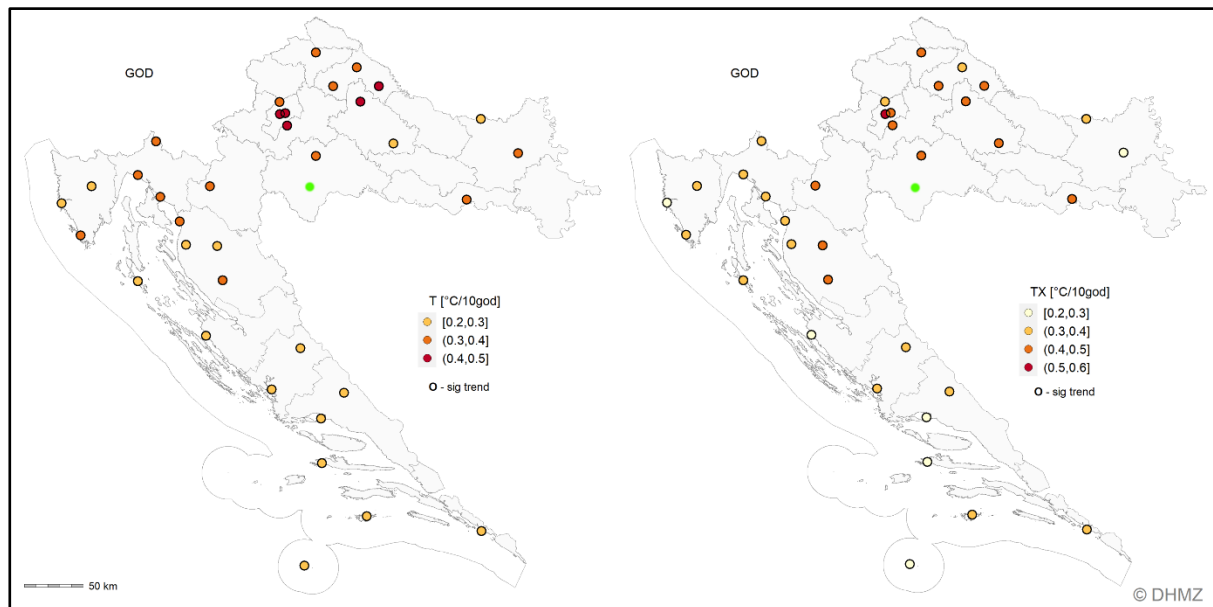 GOD
T [°C/10god]
[0.2,0.3]
(0.3,0.4]
(0.4,0.5]
O - sig trend
50 km
GOD
TX [°C/10god]
[0.2,0.3]
(0.3,0.4]
(0.4,0.5]
(0.5,0.6]
O - sig trend
© DHMZ